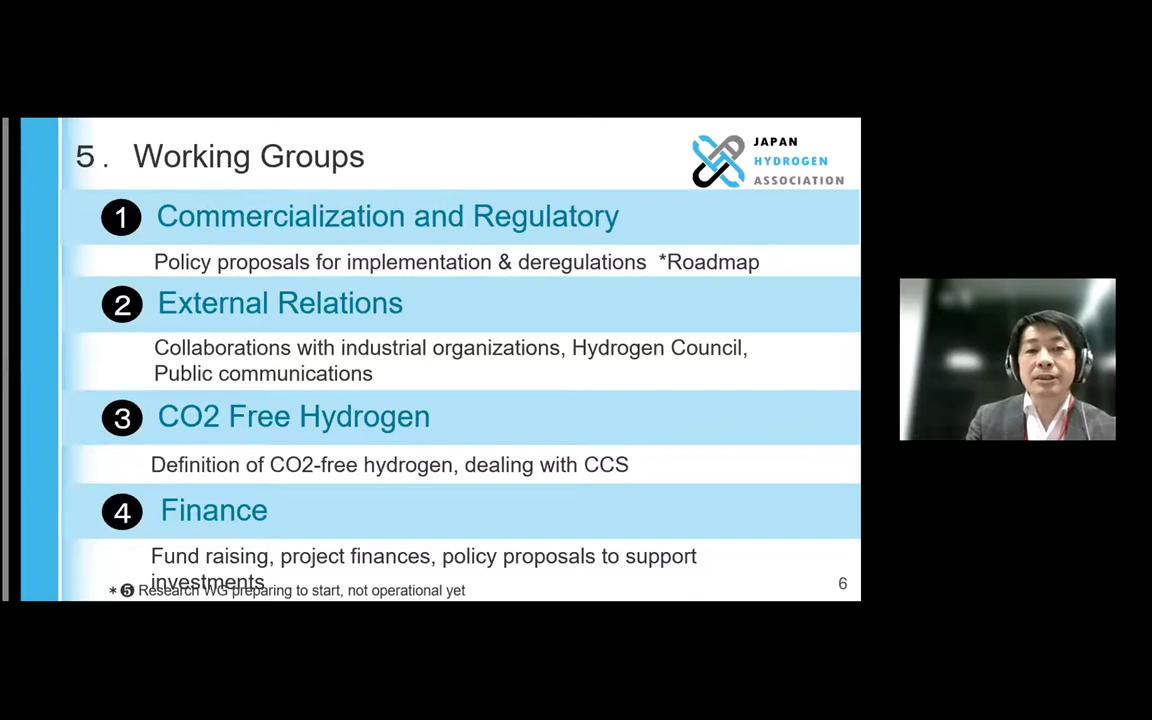 5. Working Groups
JAPAN
HYDROGEN
ASSOCIATION
1 Commercialization and Regulatory
Policy proposals for implementation & deregulations *Roadmap
2 External Relations
Collaborations with industrial organizations, Hydrogen Council,
Public communications
3 CO2 Free Hydrogen
Definition of CO2-free hydrogen, dealing with CCS
4 Finance
Fund raising, project finances, policy proposals to support
investments
* ❺ Research WG preparing to start, not operational yet
6